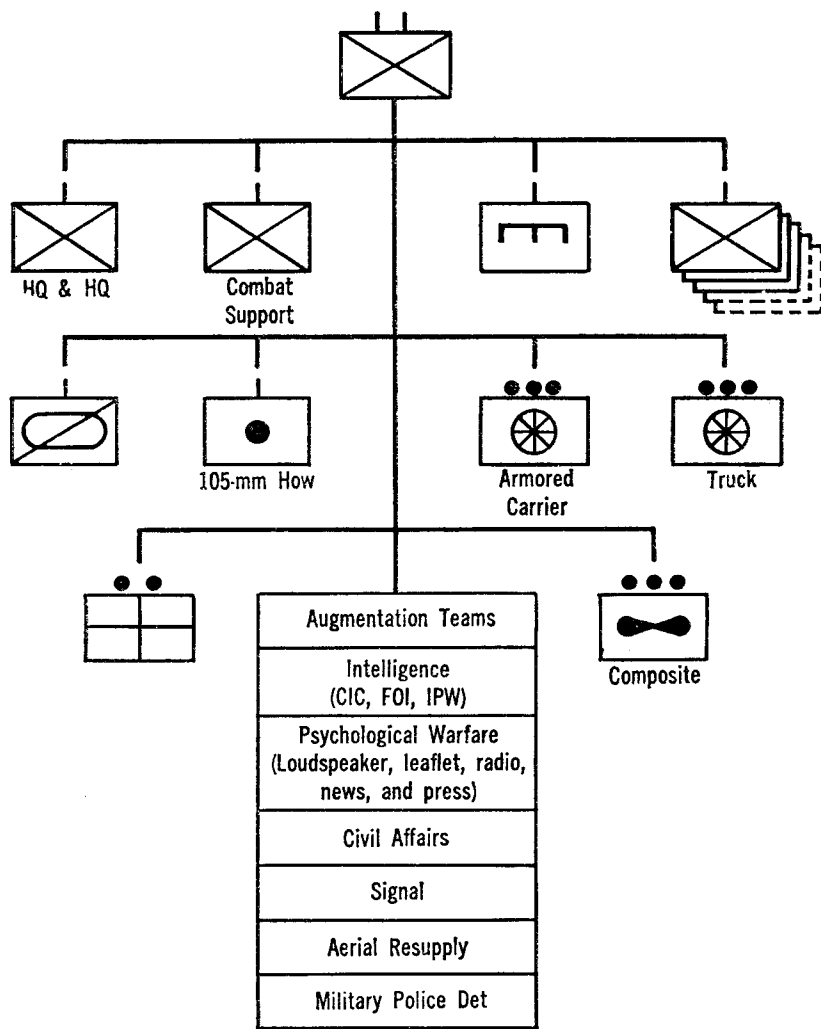 HQ & HQ
Combat
Support
105-mm How
Armored
Carrier
Truck
Augmentation Teams
Intelligence
(CIC, FOI, IPW)
Psychological Warfare
(Loudspeaker, leaflet, radio,
news, and press)
Civil Affairs
Signal
Aerial Resupply
Military Police Det
Composite